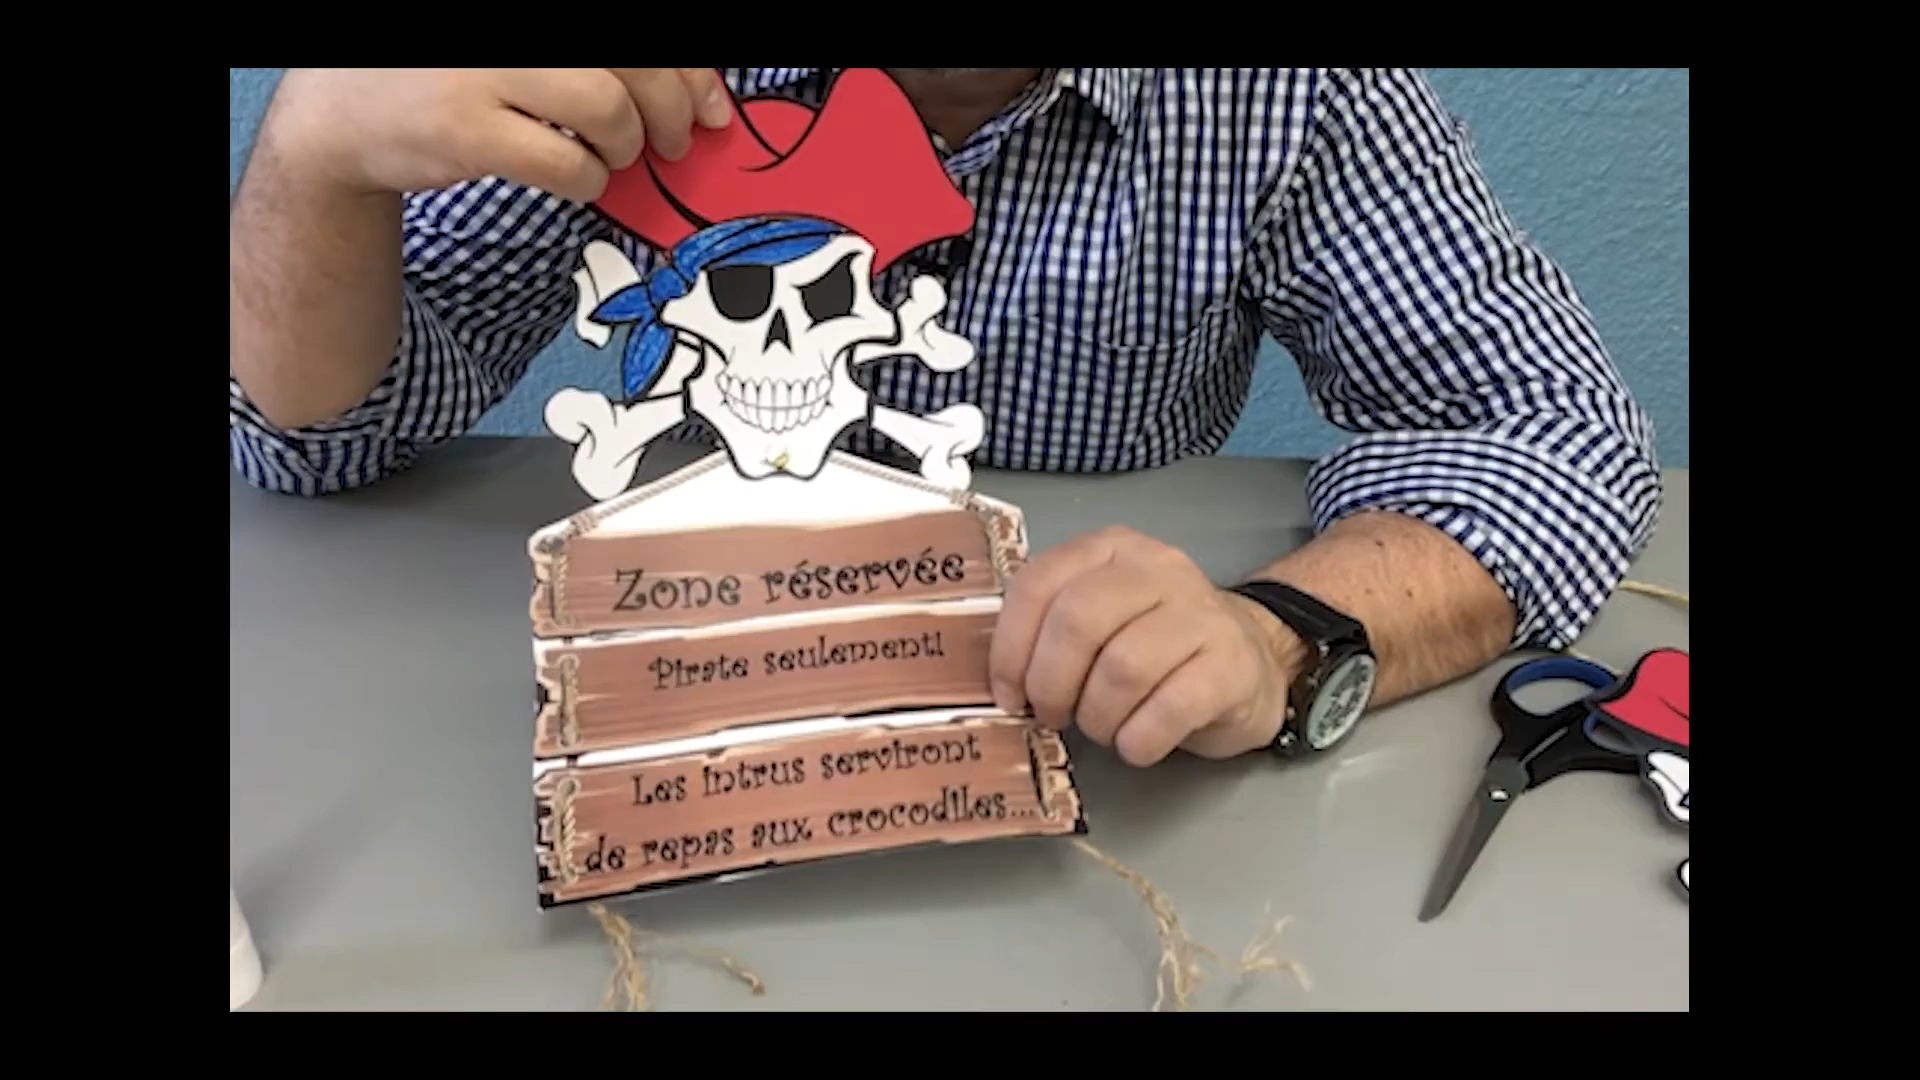 Zone réservée
Pirate seulement!
Les intrus serviront
de repas aux crocodiles...